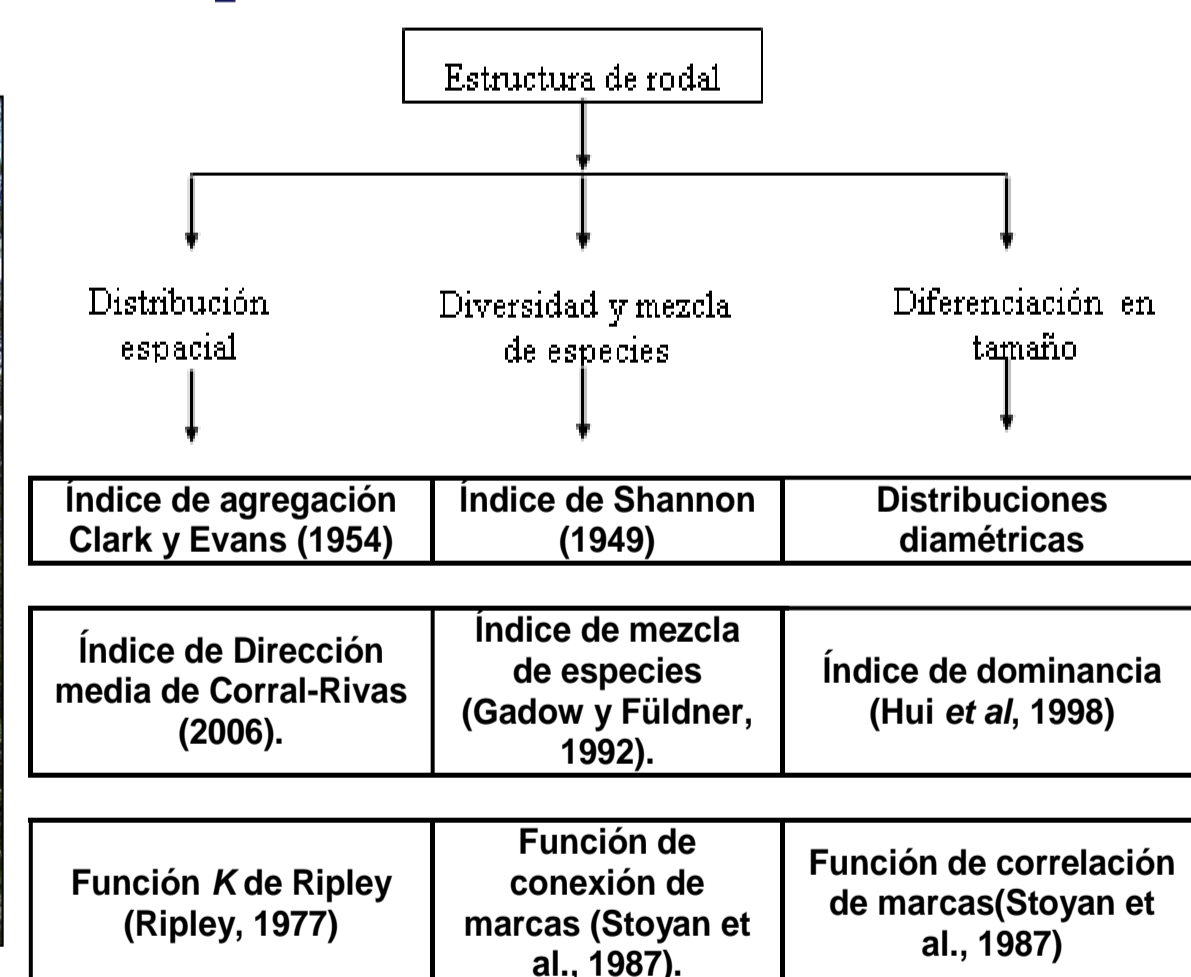 Estructura de rodal
Distribución
espacial
Diversidad y mezcla
de especies
Diferenciación en
tamaño
Índice de agregación
Clark y Evans (1954)
Índice de Shannon
(1949)
Distribuciones
diamétricas
Índice de Dirección
media de Corral-Rivas
(2006).
Índice de mezcla
de especies
(Gadow y Füldner,
1992).
Índice de dominancia
(Hui et al, 1998)
Función K de Ripley
(Ripley, 1977)
Función de
conexión de
marcas (Stoyan et
al., 1987).
Función de correlación
de marcas(Stoyan et
al., 1987)